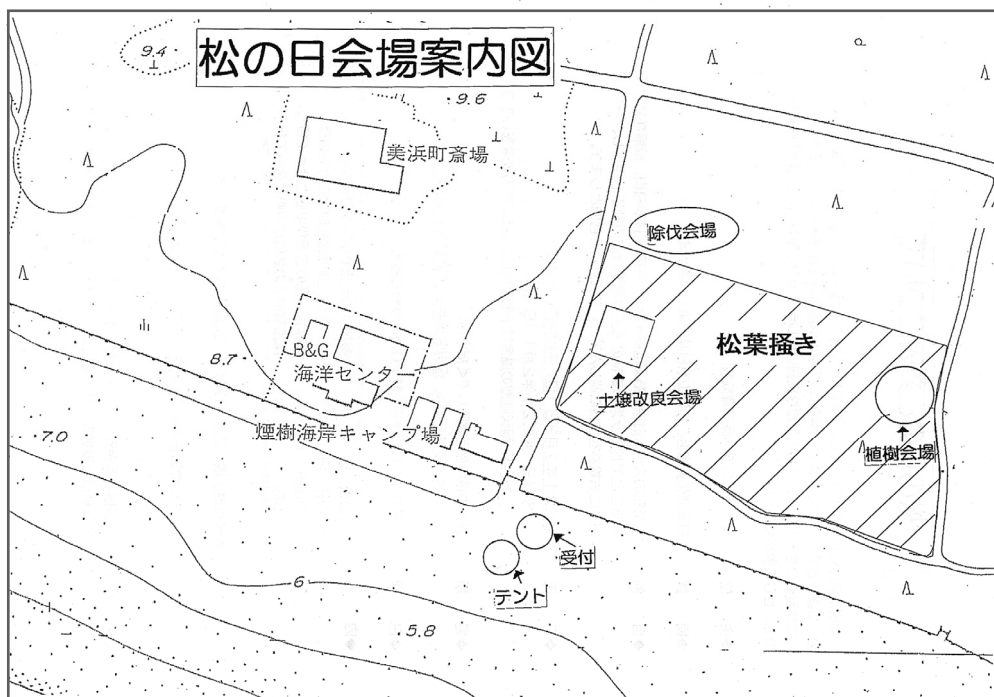 松の日会場案内図
9.4
9.6
美浜町斎場
除伐会場
B&G
海洋センター
8.7
松葉掻き
土壌改良会場
煙樹海岸キャンプ場
植樹会場
7.0
受付
テント
6
5.8